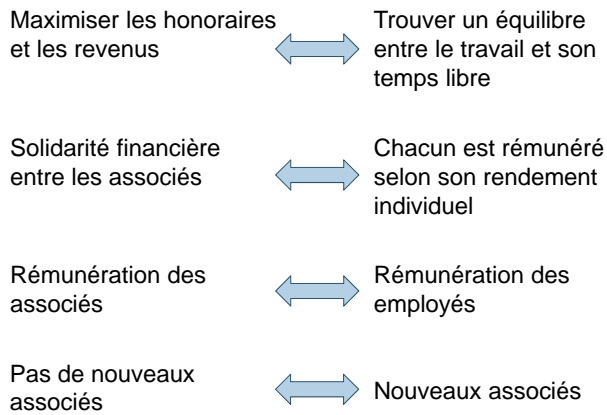 Maximiser les honoraires
et les revenus
Trouver un équilibre
entre le travail et son
temps libre
Solidarité financière
entre les associés
Chacun est rémunéré
selon son rendement
individuel
Rémunération des
associés
Rémunération des
employés
Pas de nouveaux
associés
Nouveaux associés